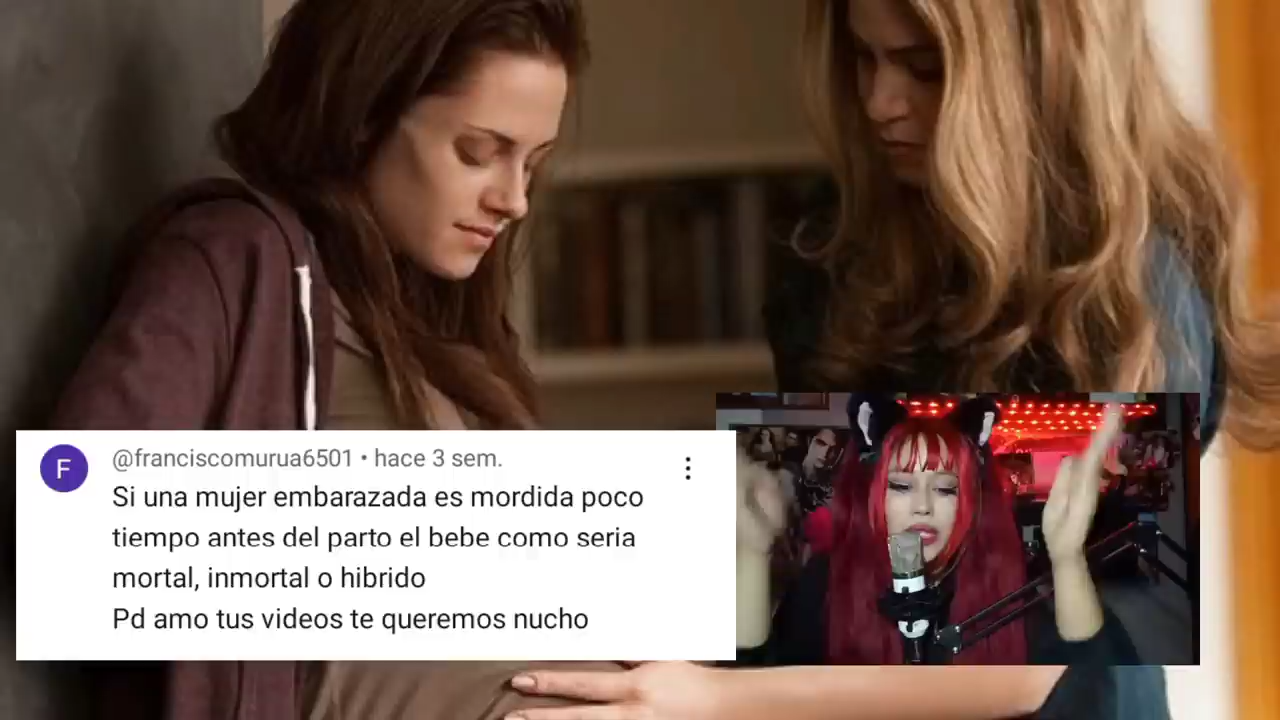 F
@franciscomurua6501 • hace 3 sem.
Si una mujer embarazada es mordida poco
tiempo antes del parto el bebe como seria
mortal, inmortal o hibrido
Pd amo tus videos te queremos nucho